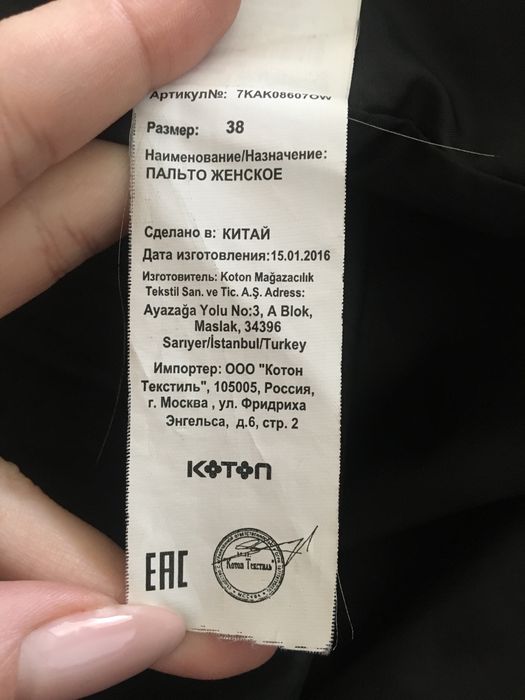 Артикул№: 7KAK08607OW
Размер: 38
Наименование/Назначение:
ПАЛЬТО ЖЕНСКОЕ
Сделано в: КИТАЙ
Дата изготовления:15.01.2016
Изготовитель: Koton Mağazacılık
Tekstil San. ve Tic. A.Ş. Adress:
Ayazağa Yolu No:3, A Blok,
Maslak, 34396
Sarıyer/İstanbul/Turkey
Импортер: ООО "Котон
Текстиль", 105005, Россия,
г. Москва , ул. Фридриха
Энгельса, д.6, стр. 2
KOTON
EAC
Котон Текстиль